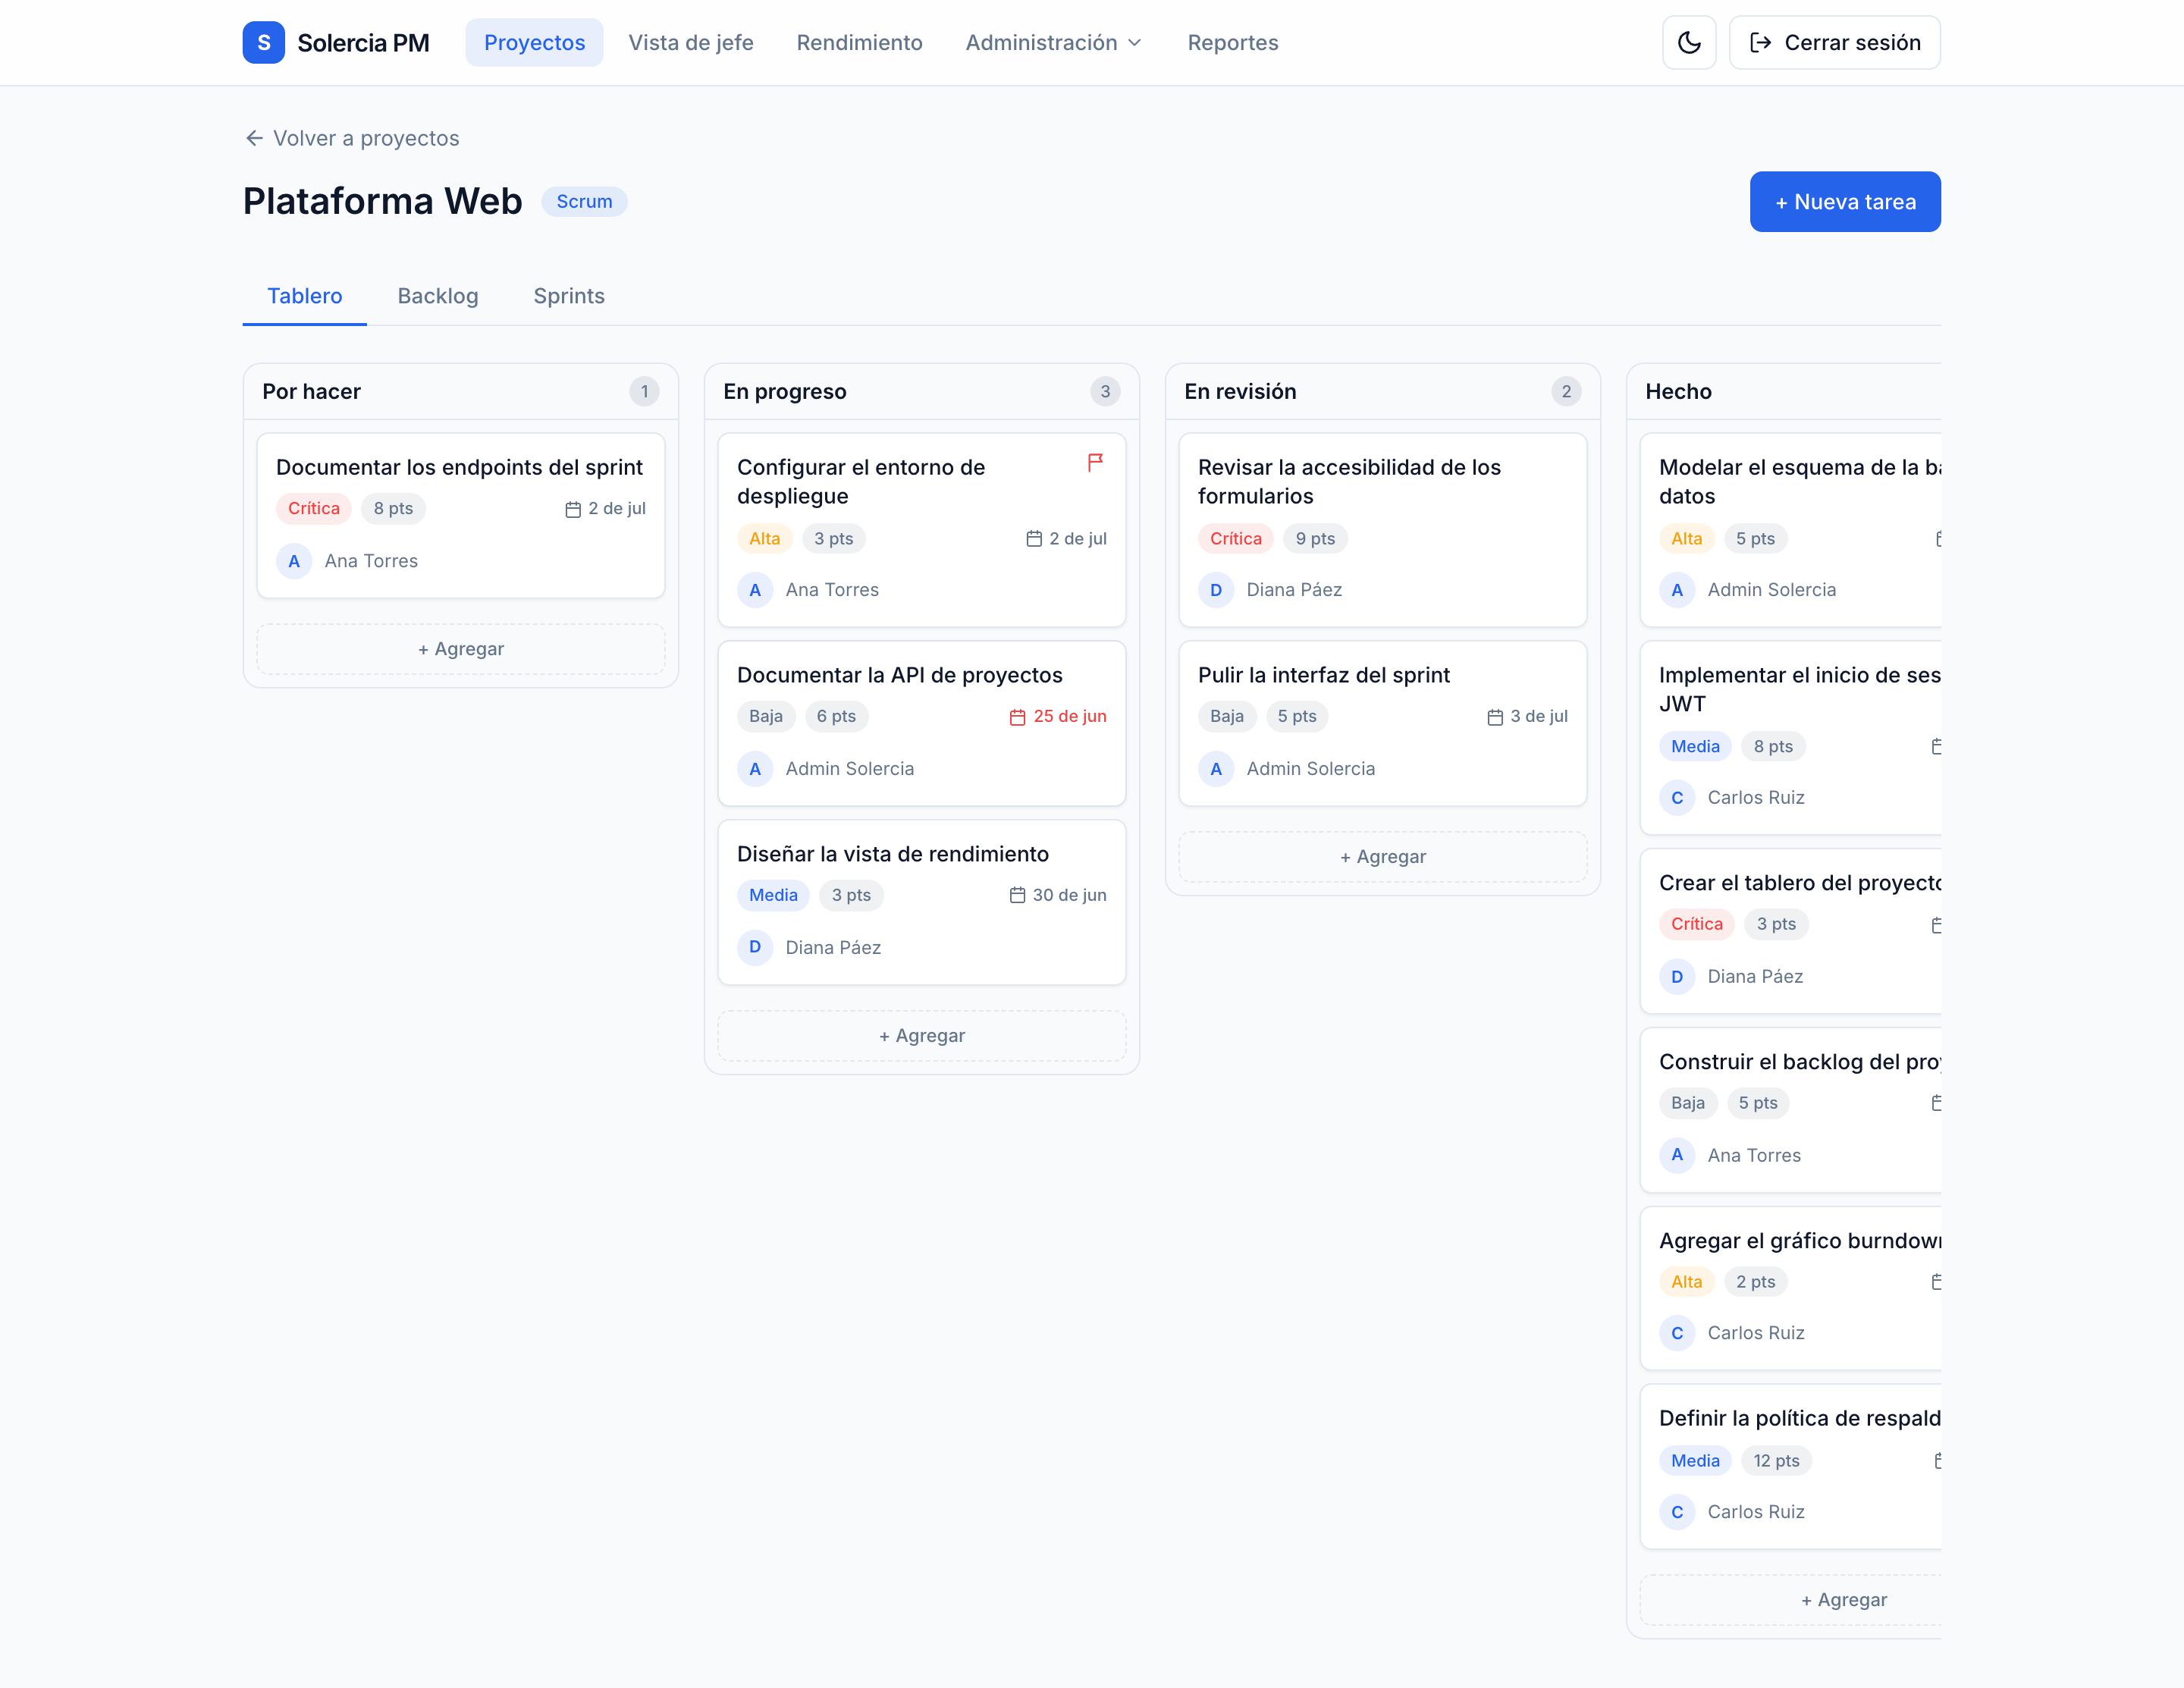 S Solercia PM Proyectos Vista de jefe Rendimiento Administración Reportes Cerrar sesión
Volver a proyectos
Plataforma Web Scrum + Nueva tarea
Tablero Backlog Sprints
Por hacer 1
Documentar los endpoints del sprint
Crítica 8 pts 2 de jul
A Ana Torres
+ Agregar
En progreso 3
Configurar el entorno de
despliegue
Alta 3 pts 2 de jul
A Ana Torres
Documentar la API de proyectos
Baja 6 pts 25 de jun
A Admin Solercia
Diseñar la vista de rendimiento
Media 3 pts 30 de jun
D Diana Páez
+ Agregar
En revisión 2
Revisar la accesibilidad de los
formularios
Crítica 9 pts
D Diana Páez
Pulir la interfaz del sprint
Baja 5 pts 3 de jul
A Admin Solercia
+ Agregar
Hecho
Modelar el esquema de la
datos
Alta 5 pts
A Admin Solercia
Implementar el inicio de
JWT
Media 8 pts
C Carlos Ruiz
Crear el tablero del
Crítica 3 pts
D Diana Páez
Construir el backlog del
Baja 5 pts
A Ana Torres
Agregar el gráfico
Alta 2 pts
C Carlos Ruiz
Definir la política de
Media 12 pts
C Carlos Ruiz
+ Agregar